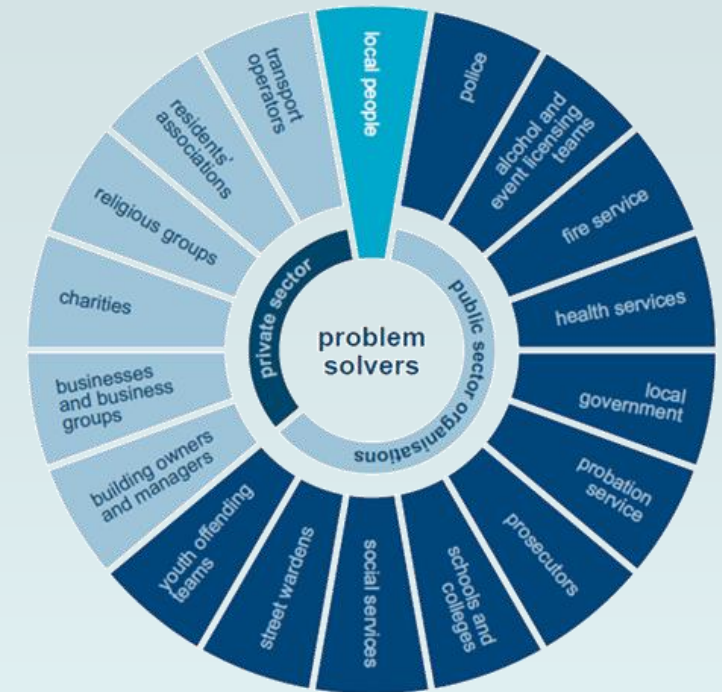 local people
police
alcohol and
event licensing
teams
fire service
health services
local
government
probation
service
prosecutors
schools and
colleges
social services
street wardens
youth offending
teams
building owners
and managers
businesses
and business
groups
charities
religious groups
residents'
associations
transport
operators
private sector
public sector organisations
problem
solvers